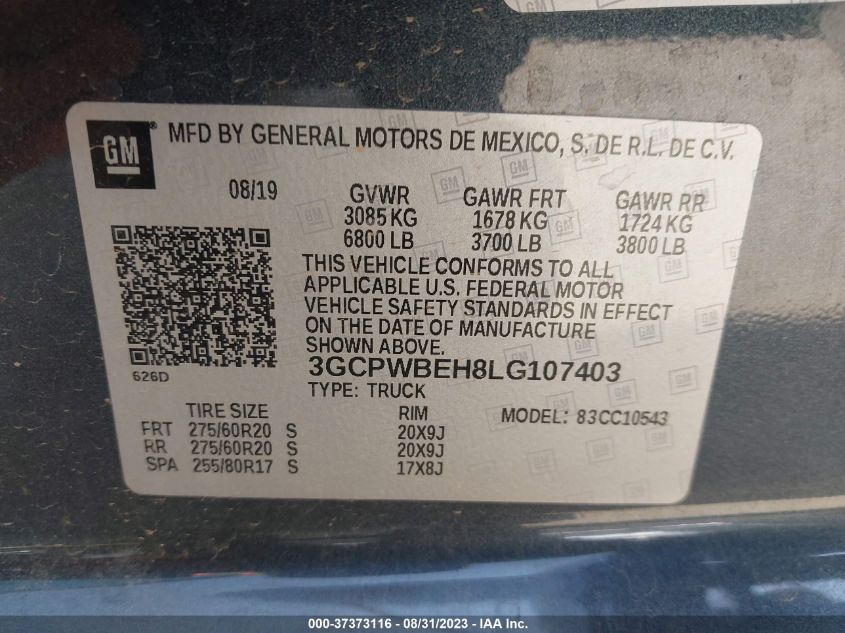 GM ® MFD BY GENERAL MOTORS DE MEXICO, S. DE R.L. DE C.V.
08/19 GVWR GAWR FRT GAWR RR
3085 KG 1678 KG 1724 KG
6800 LB 3700 LB 3800 LB
THIS VEHICLE CONFORMS TO ALL
APPLICABLE U.S. FEDERAL MOTOR
VEHICLE SAFETY STANDARDS IN EFFECT
ON THE DATE OF MANUFACTURE
SHOWN ABOVE.
626D 3GCPWBEH8LG107403
TYPE: TRUCK
TIRE SIZE RIM MODEL: 83CC10543
FRT 275/60R20 S 20X9J
RR 275/60R20 S 20X9J
SPA 255/80R17 S 17X8J
000-37373116 - 08/31/2023 - IAA Inc.